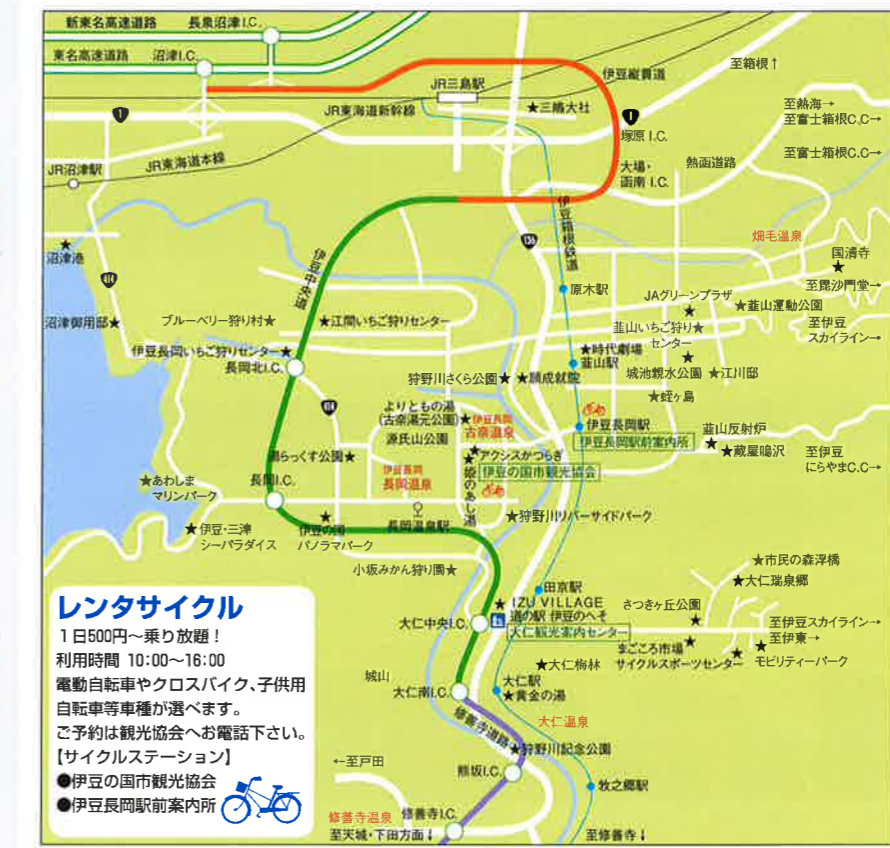 新東名高速道路
長泉沼津I.C.
東名高速道路
沼津I.C.
JR三島駅
伊豆縦貫道
至箱根↑
JR東海道新幹線
★三嶋大社
1
1
塚原I.C.
至熱海→
至富士箱根C.C→
至富士箱根C.C→
JR沼津駅
JR東海道本線
大場・
函南I.C.
熱函道路
伊豆箱根鉄道
136
畑毛温泉
国清寺
★
★
沼津港
414
伊豆中央道
原木駅
至毘沙門堂→
JAグリーンプラザ
★
★韮山運動公園
沼津御用邸★
ブルーベリー狩り村★
★江間いちご狩りセンター
韮山いちご狩り★
センター
至伊豆
スカイライン→
伊豆長岡いちご狩りセンター★
長岡北I.C.
★時代劇場
韮山駅
★
城池親水公園
★江川邸
狩野川さくら公園★
★願成就院
★蛭ヶ島
414
よりともの湯
(古奈湯元公園)★
伊豆長岡
古奈温泉
伊豆長岡駅
伊豆長岡駅前案内所
韮山反射炉
★
★蔵屋鳴沢
至伊豆
にらやまC.C→
源氏山公園
湯らっくす公園★
★アクシスかつらぎ
伊豆の国市観光協会
★姫のあし湯
伊豆長岡
長岡温泉
★あわしま
マリンパーク
長岡I.C.
★伊豆・三津
シーパラダイス
★
伊豆の国
パノラマパーク
長岡温泉駅
★狩野川リバーサイドパーク
小坂みかん狩り園★
田京駅
★市民の森浮橋
★大仁瑞泉郷
★ IZU VILLAGE
道の駅 伊豆のへそ
大仁観光案内センター
大仁中央I.C.
さつきヶ丘公園
★
至伊豆スカイライン→
至伊東→
★
まごころ市場
サイクルスポーツセンター
★
★
モビリティーパーク
★大仁梅林
城山
大仁南I.C.
大仁駅
★黄金の湯
大仁温泉
修善寺道路
★狩野川記念公園
←至戸田
熊坂I.C.
牧之郷駅
修善寺温泉
修善寺I.C.
至天城・下田方面↓
至修善寺↓
レンタサイクル
1日500円〜乗り放題!
利用時間 10:00〜16:00
電動自転車やクロスバイク、子供用
自転車等車種が選べます。
ご予約は観光協会へお電話下さい。
【サイクルステーション】
●伊豆の国市観光協会
●伊豆長岡駅前案内所